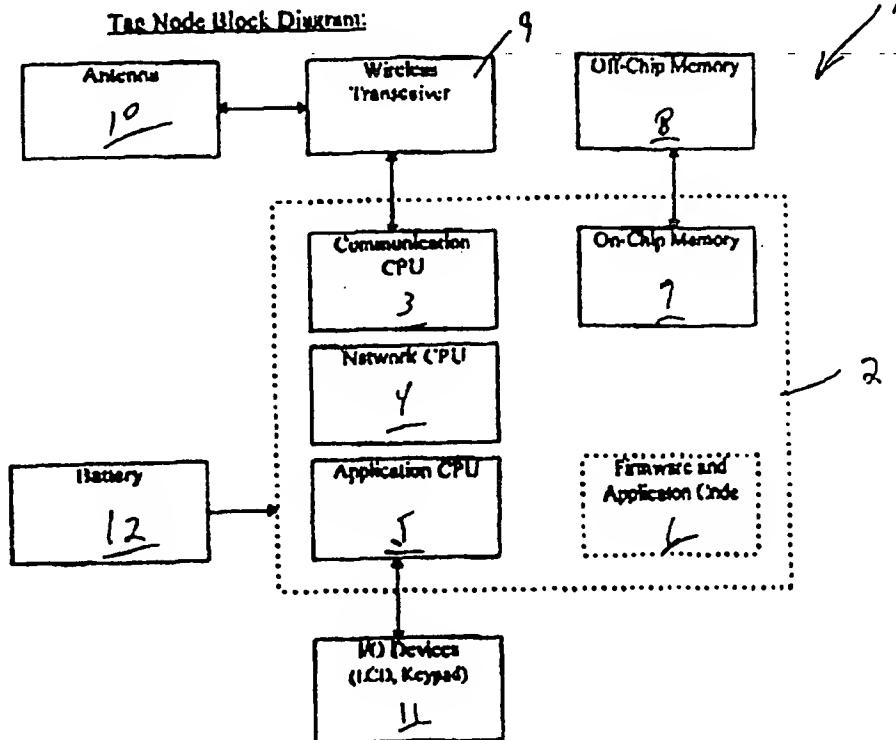 Tag Node Block Diagram:
9
Antenna
10
Wireless
Transceiver
Off-Chip Memory
8
Communication
CPU
3
On-Chip Memory
7
Network CPU
4
2
Battery
12
Application CPU
5
Firmware and
Application Code
6
I/O Devices
(LCD, Keypad)
11